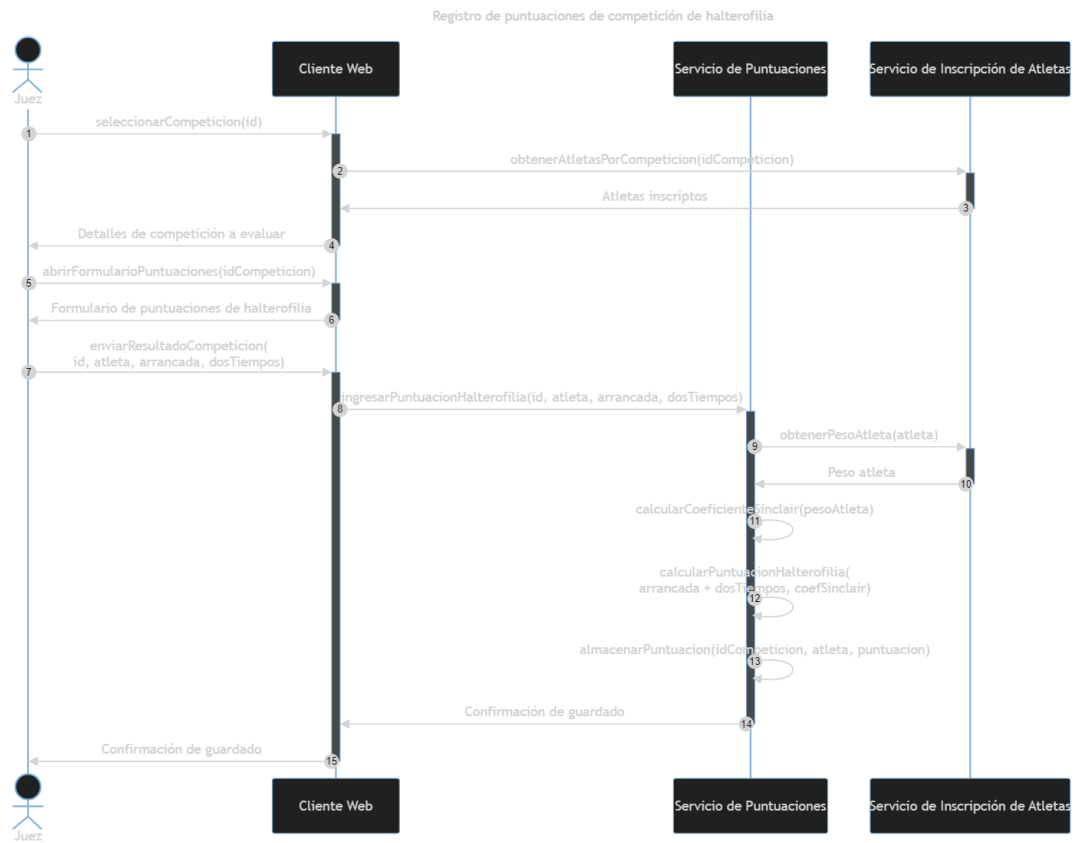 Registro de puntuaciones de competición de halterofilia
Cliente Web
Servicio de Puntuaciones
Servicio de Inscripción de Atletas
Juez
seleccionarCompeticion(id)
1
obtenerAtletasPorCompeticion(idCompeticion)
2
Atletas inscriptos
3
Detalles de competición a evaluar
4
abrirFormularioPuntuaciones(idCompeticion)
5
Formulario de puntuaciones de halterofilia
6
enviarResultadoCompeticion(
id, atleta, arrancada, dosTiempos)
7
ingresarPuntuacionHalterofilia(id, atleta, arrancada, dosTiempos)
8
obtenerPesoAtleta(atleta)
9
Peso atleta
10
calcularCoeficienteSinclair(pesoAtleta)
11
calcularPuntuacionHalterofilia(
arrancada + dosTiempos, coefSinclair)
12
almacenarPuntuacion(idCompeticion, atleta, puntuacion)
13
Confirmación de guardado
14
Confirmación de guardado
15
Cliente Web
Servicio de Puntuaciones
Servicio de Inscripción de Atletas
Juez